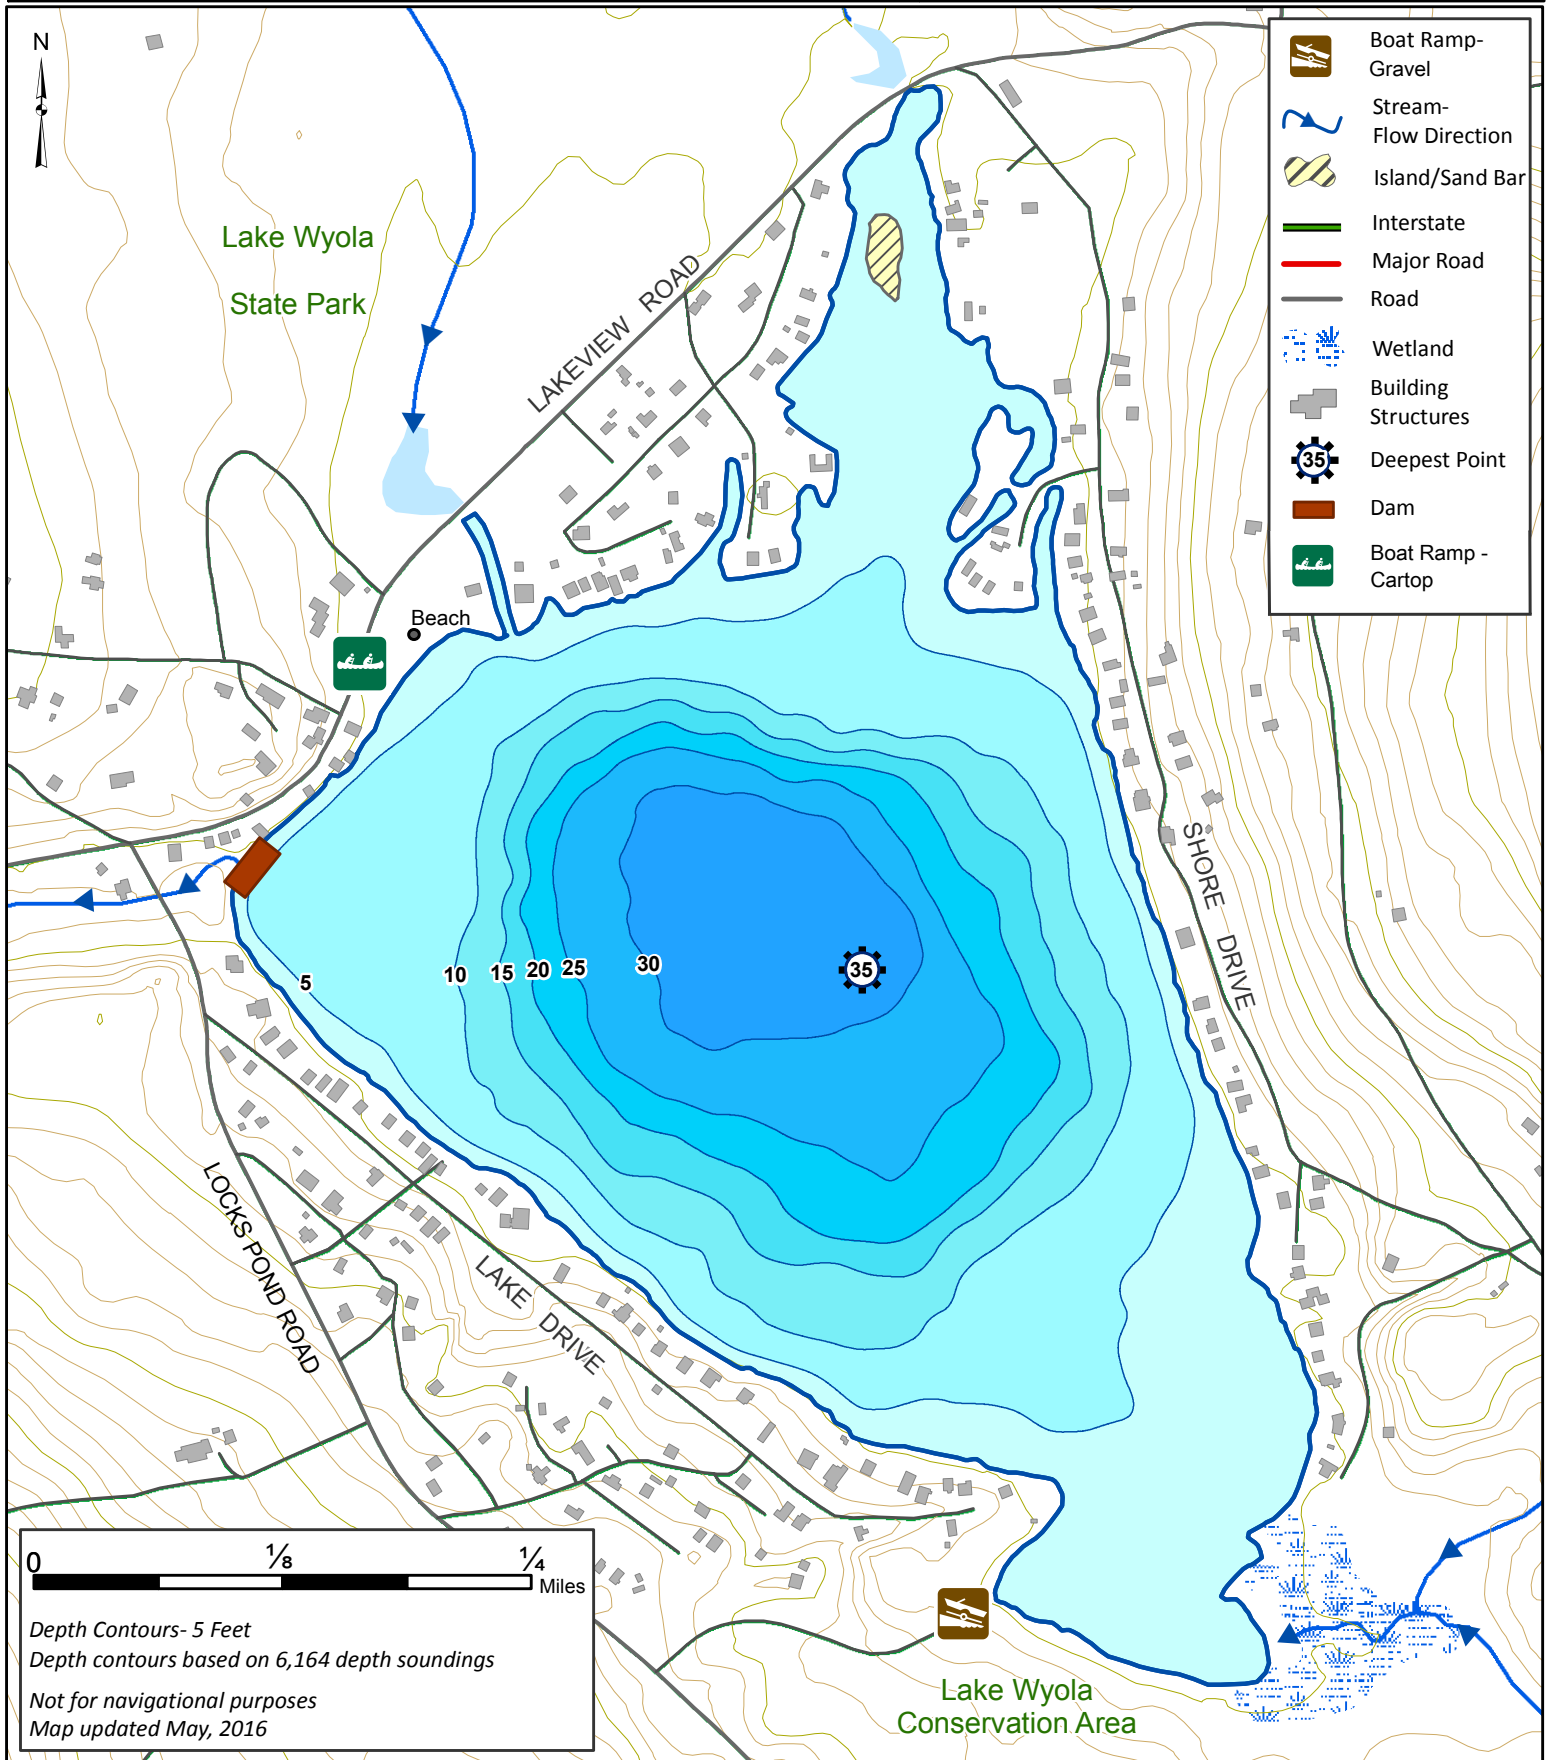 N
Lake Wyola
State Park
LAKEVIEW ROAD
Beach
Boat Ramp-
Gravel
Stream-
Flow Direction
Island/Sand Bar
Interstate
Major Road
Road
Wetland
Building
Structures
35
Deepest Point
Dam
Boat Ramp -
Cartop
SHORE DRIVE
5
10
15
20
25
30
35
LOCKS POND ROAD
LAKE DRIVE
0
1/8
1/4
Miles
Depth Contours- 5 Feet
Depth contours based on 6,164 depth soundings
Not for navigational purposes
Map updated May, 2016
Lake Wyola
Conservation Area